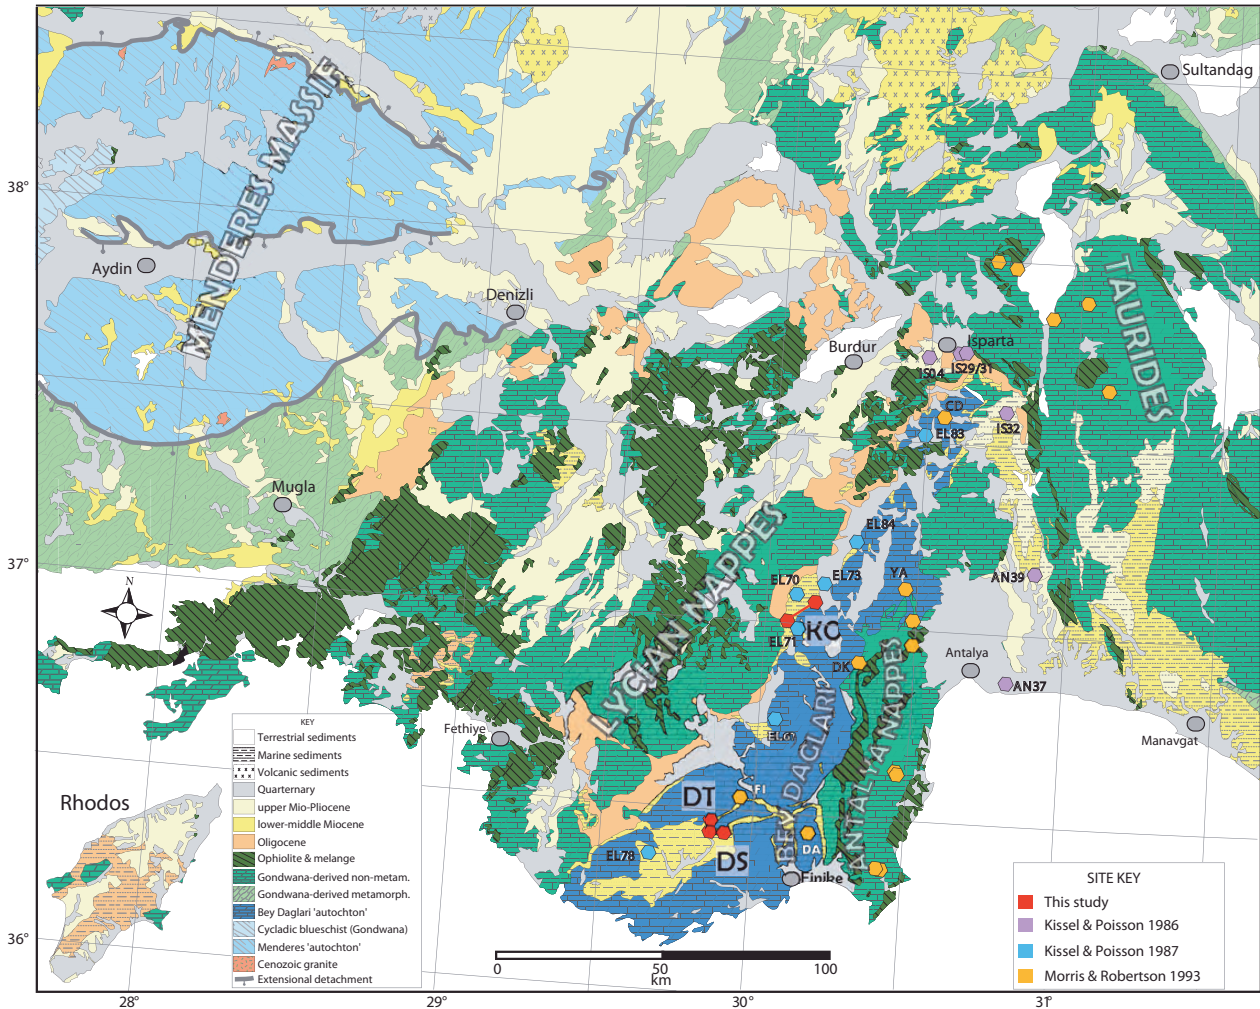 Sultandag
38°
MENDERES MASSIF
TAURIDES
Aydin
Denizli
Burdur
Isparta
IS04
IS29/31
CD
IS32
EL83
Mugla
EL84
37°
N
LYCIAN NAPPES
EL70
EL73
YA
AN39
EL71
KO
DK
Antalya
AN37
Fethiye
EL69
Manavgat
BEY DAGLARI
ANTALYA NAPPES
KEY
Terrestrial sediments
Marine sediments
Volcanic sediments
Quarternary
upper Mio-Pliocene
lower-middle Miocene
Oligocene
Ophiolite & melange
Gondwana-derived non-metam.
Gondwana-derived metamorph.
Bey Daglari 'autochton'
Cycladic blueschist (Gondwana)
Menderes 'autochton'
Cenozoic granite
Extensional detachment
Rhodos
DT
FI
DS
DA
EL78
Finike
SITE KEY
This study
Kissel & Poisson 1986
Kissel & Poisson 1987
Morris & Robertson 1993
36°
0 50 100
km
28° 29° 30° 31°